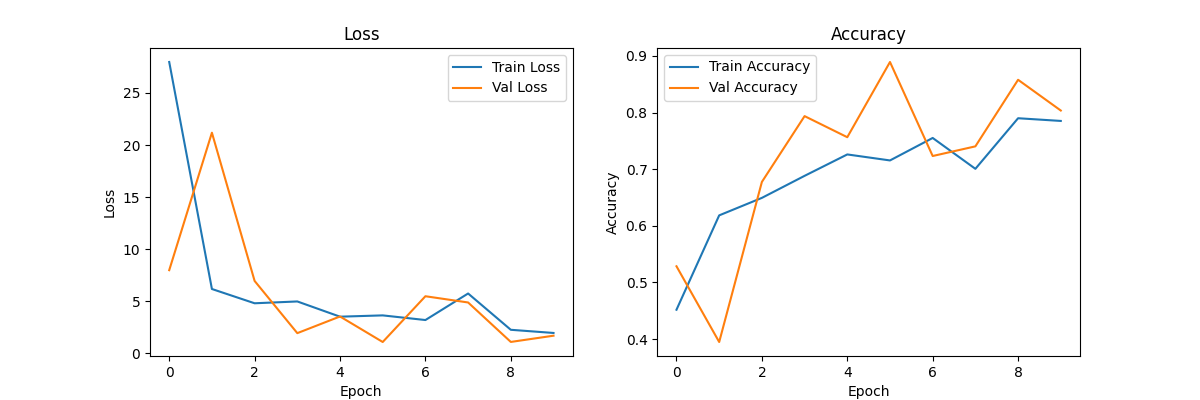 Loss
Train Loss
Val Loss
25
20
15
10
5
0
Loss
0 2 4 6 8
Epoch
Accuracy
Train Accuracy
Val Accuracy
0.9
0.8
0.7
0.6
0.5
0.4
Accuracy
0 2 4 6 8
Epoch